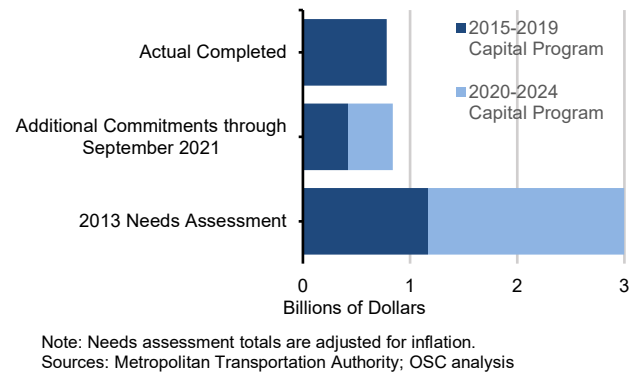 2015-2019
Capital Program
2020-2024
Capital Program
Actual Completed
Additional Commitments through
September 2021
2013 Needs Assessment
0 1 2 3
Billions of Dollars
Note: Needs assessment totals are adjusted for inflation.
Sources: Metropolitan Transportation Authority; OSC analysis